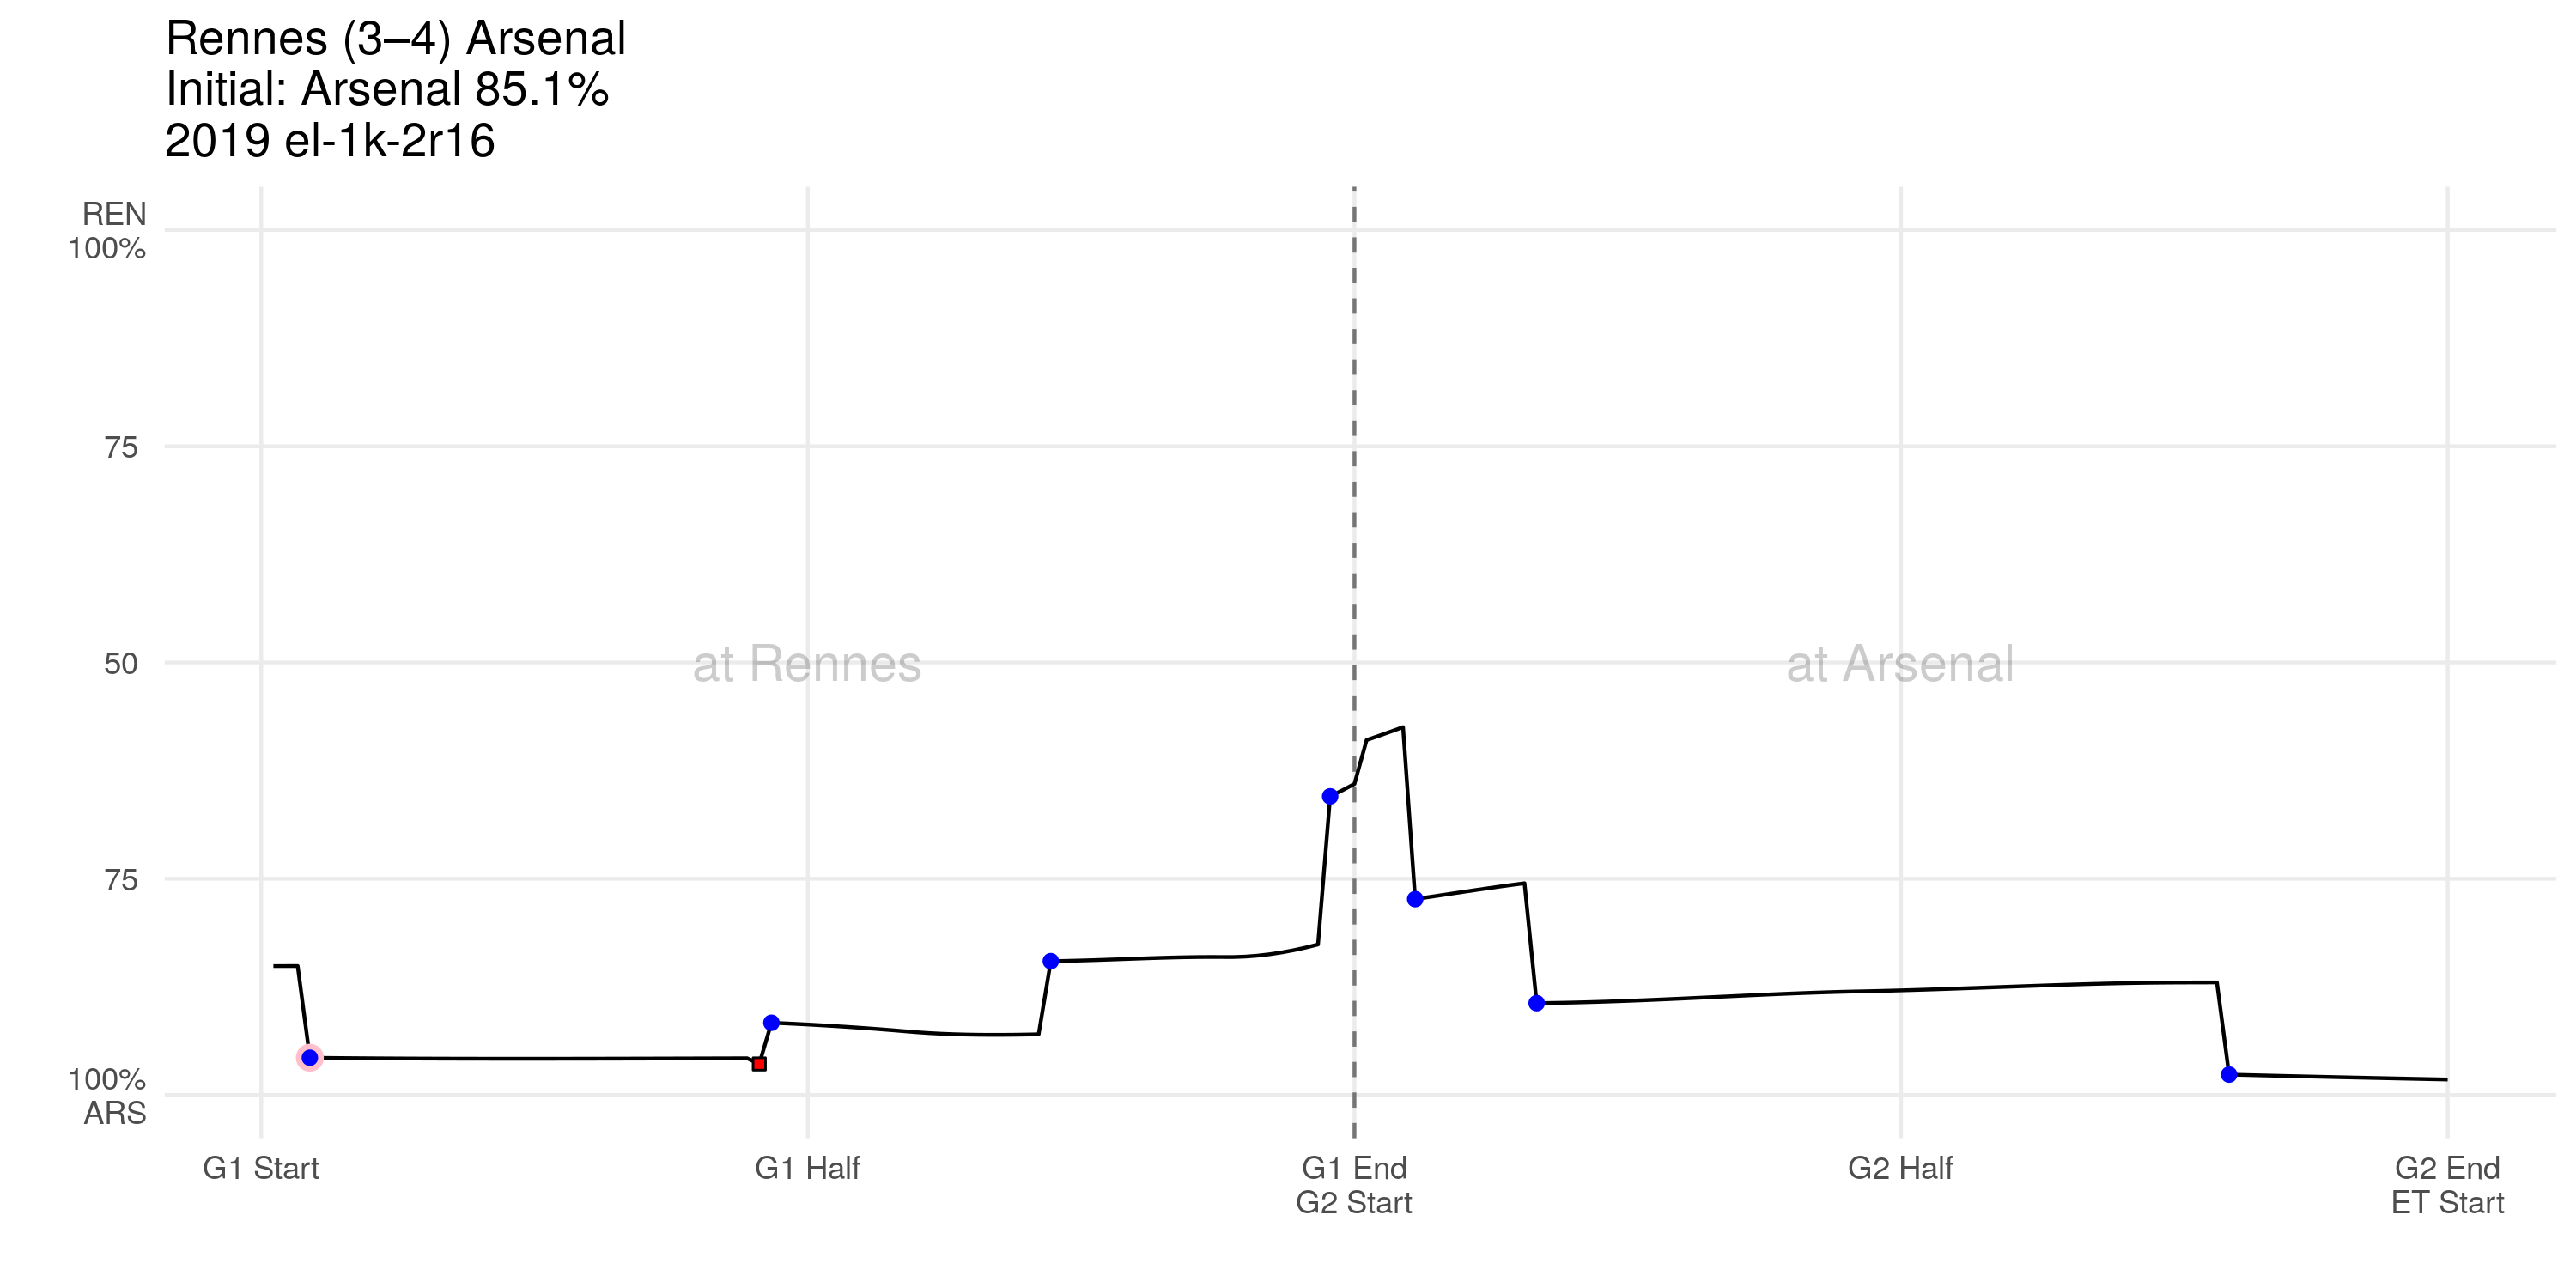 Rennes (3–4) Arsenal
Initial: Arsenal 85.1%
2019 el-1k-2r16
REN
100%
75
50
at Rennes
at Arsenal
75
100%
ARS
G1 Start
G1 Half
G1 End
G2 Start
G2 Half
G2 End
ET Start